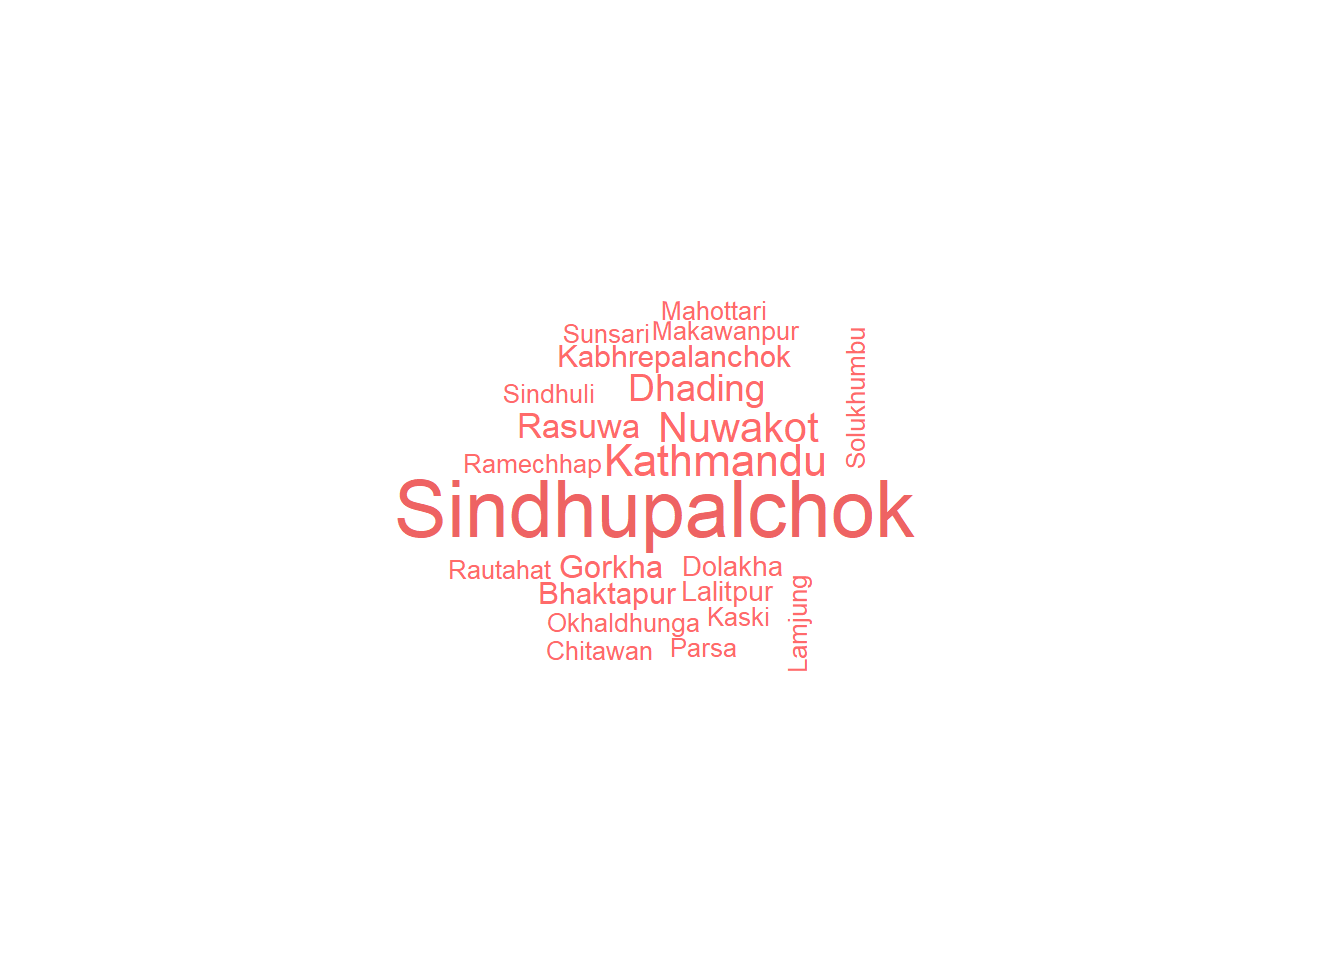 Mahottari
Sunsari Makawanpur
Kabhrepalanchok
Solukhumbu
Sindhuli Dhading
Rasuwa Nuwakot
Ramechhap Kathmandu
Sindhupalchok
Rautahat Gorkha Dolakha
Bhaktapur Lalitpur
Lamjung
Okhaldhunga Kaski
Chitawan Parsa